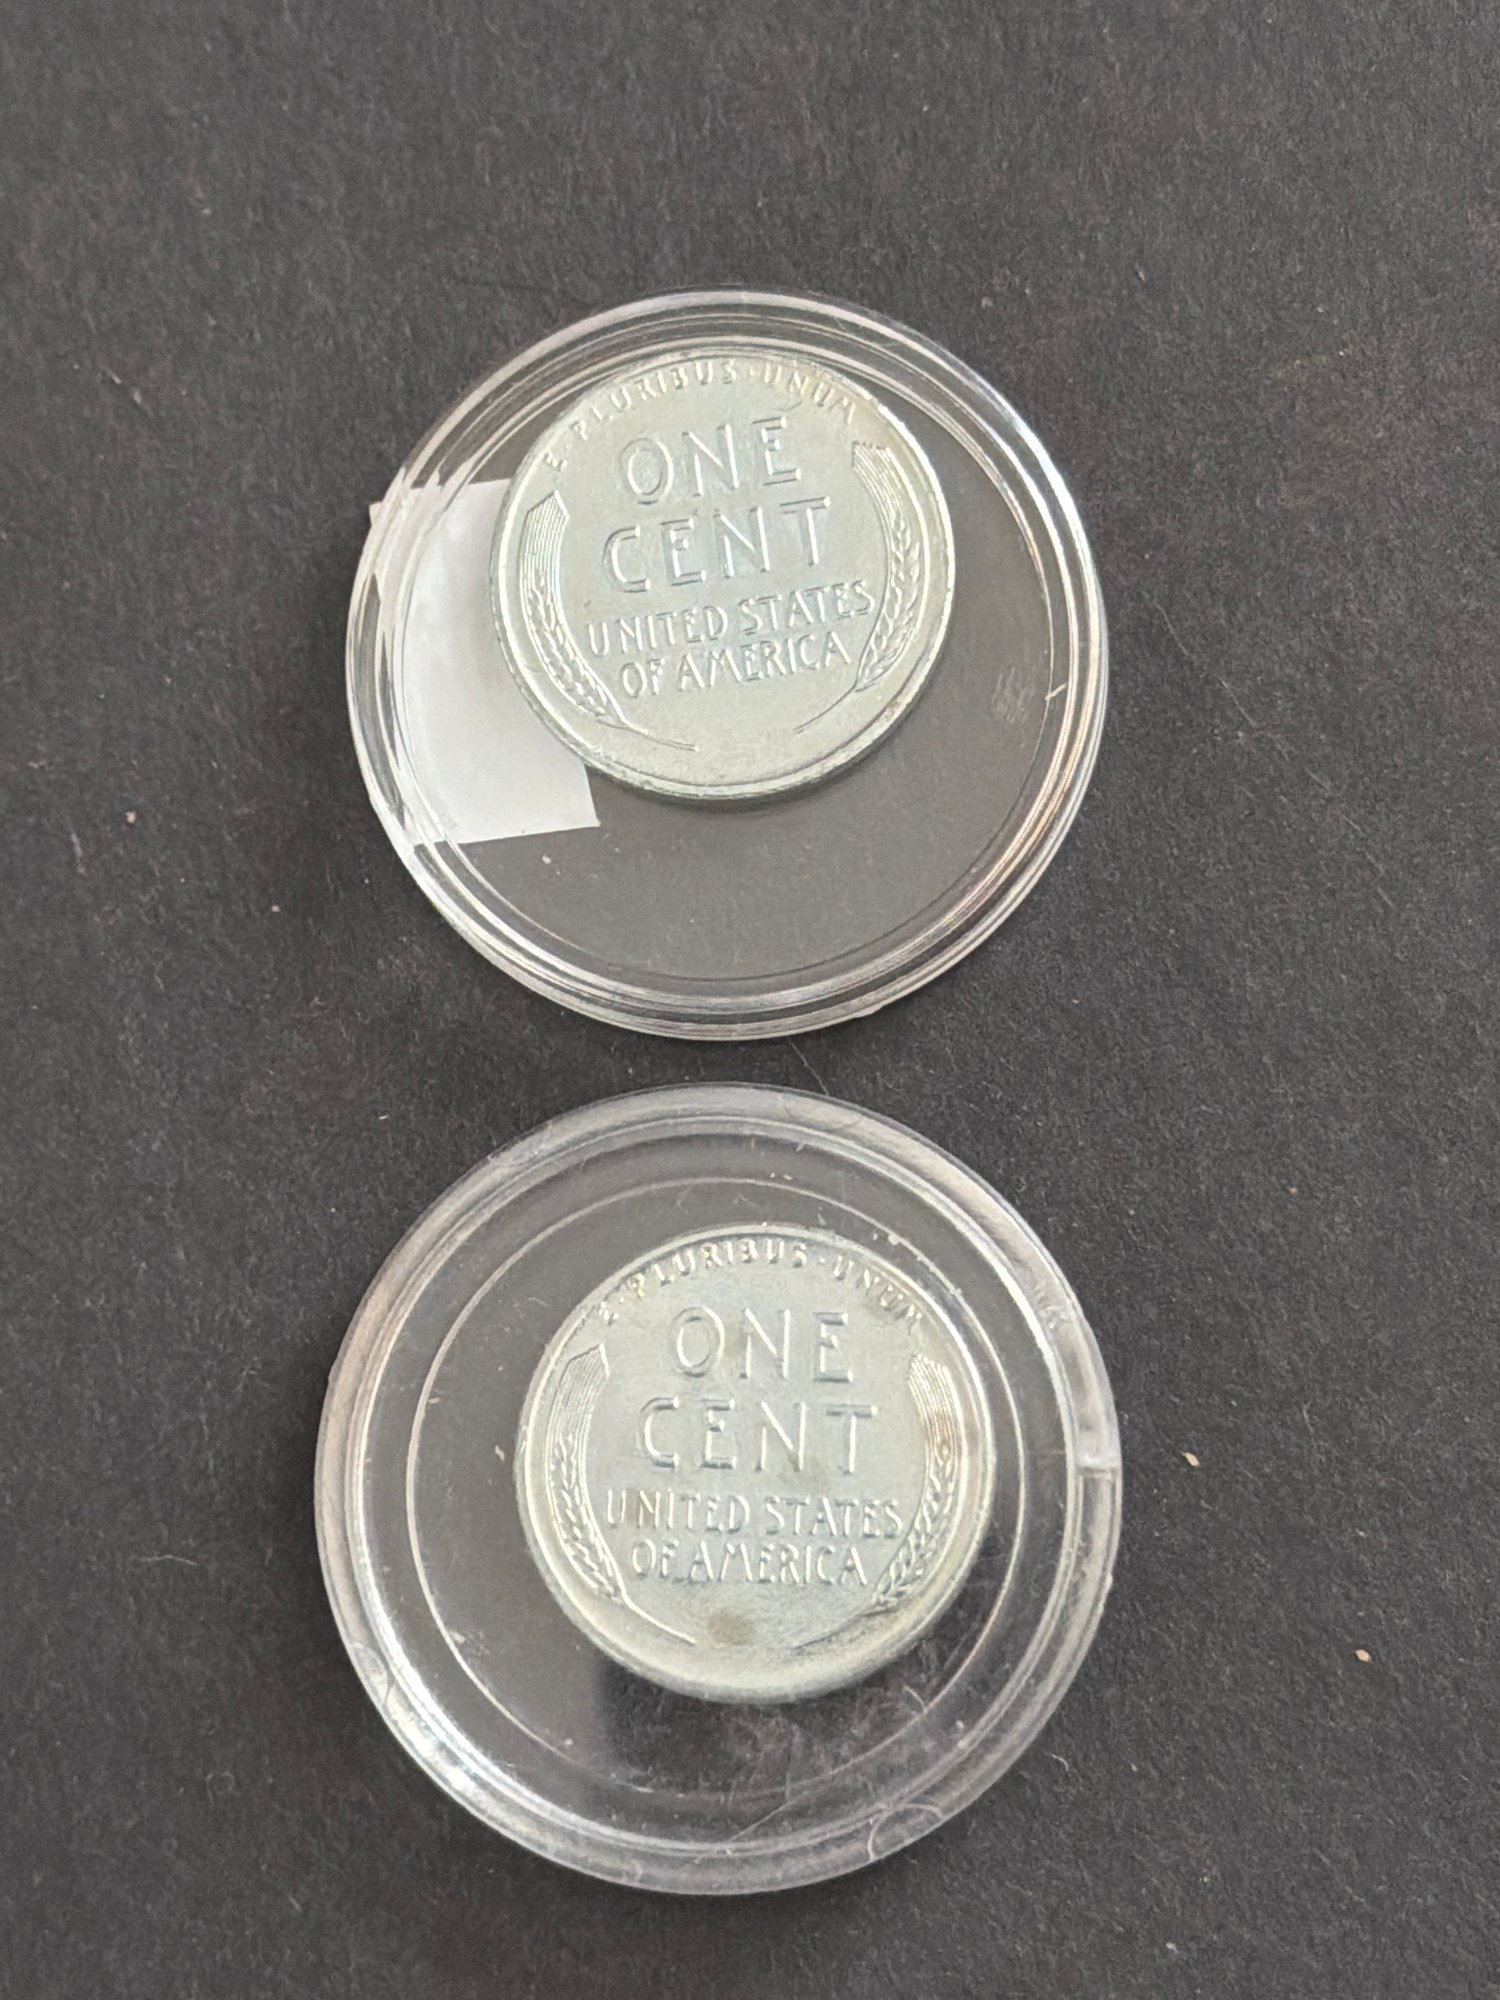 E·PLURIBUS·UNUM
ONE
CENT
UNITED STATES
OF AMERICA
E·PLURIBUS·UNUM
ONE
CENT
UNITED STATES
OF AMERICA